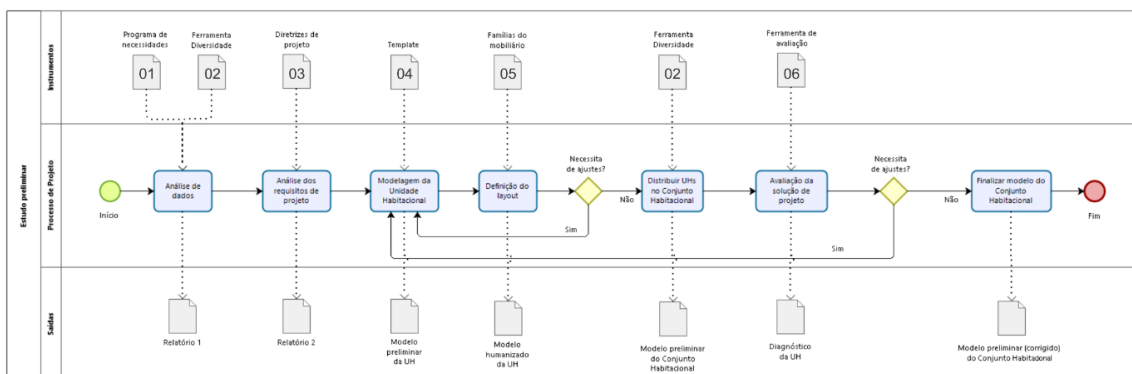 Estudo preliminar
Instrumentos
Programa de
necessidades
Ferramenta
Diversidade
Diretrizes de
projeto
Template
Famílias do
mobiliário
Ferramenta
Diversidade
Ferramenta de
avaliação
01
02
03
04
05
02
06
Processo de Projeto
Início
Análise de
dados
Análise dos
requisitos de
projeto
Modelagem da
Unidade
Habitacional
Definição do
layout
Necessita
de ajustes?
Não
Sim
Distribuir UHs
no Conjunto
Habitacional
Avaliação da
solução de
projeto
Necessita
de ajustes?
Não
Sim
Finalizar modelo do
Conjunto
Habitacional
Fim
Saídas
Relatório 1
Relatório 2
Modelo
preliminar
da UH
Modelo
humanizado
da UH
Modelo preliminar
do Conjunto
Habitacional
Diagnóstico
da UH
Modelo preliminar (corrigido)
do Conjunto Habitacional